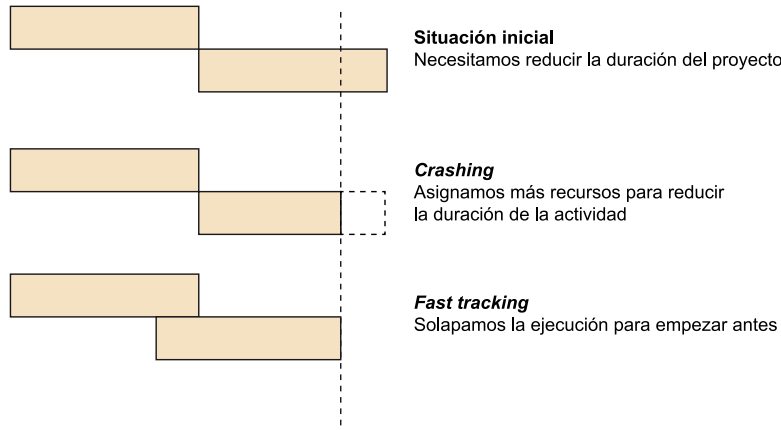 Situación inicial
Necesitamos reducir la duración del proyecto
Crashing
Asignamos más recursos para reducir
la duración de la actividad
Fast tracking
Solapamos la ejecución para empezar antes